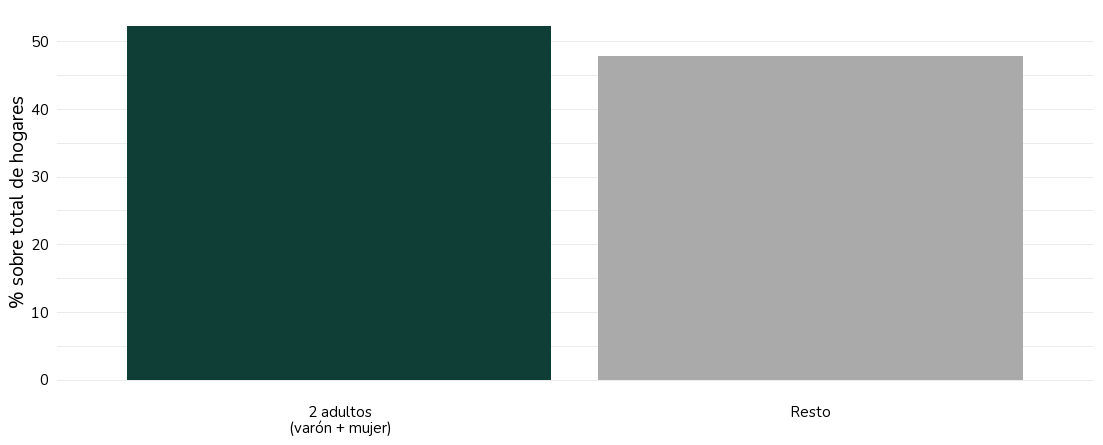 % sobre total de hogares
50
40
30
20
10
0
2 adultos
(varón + mujer)
Resto